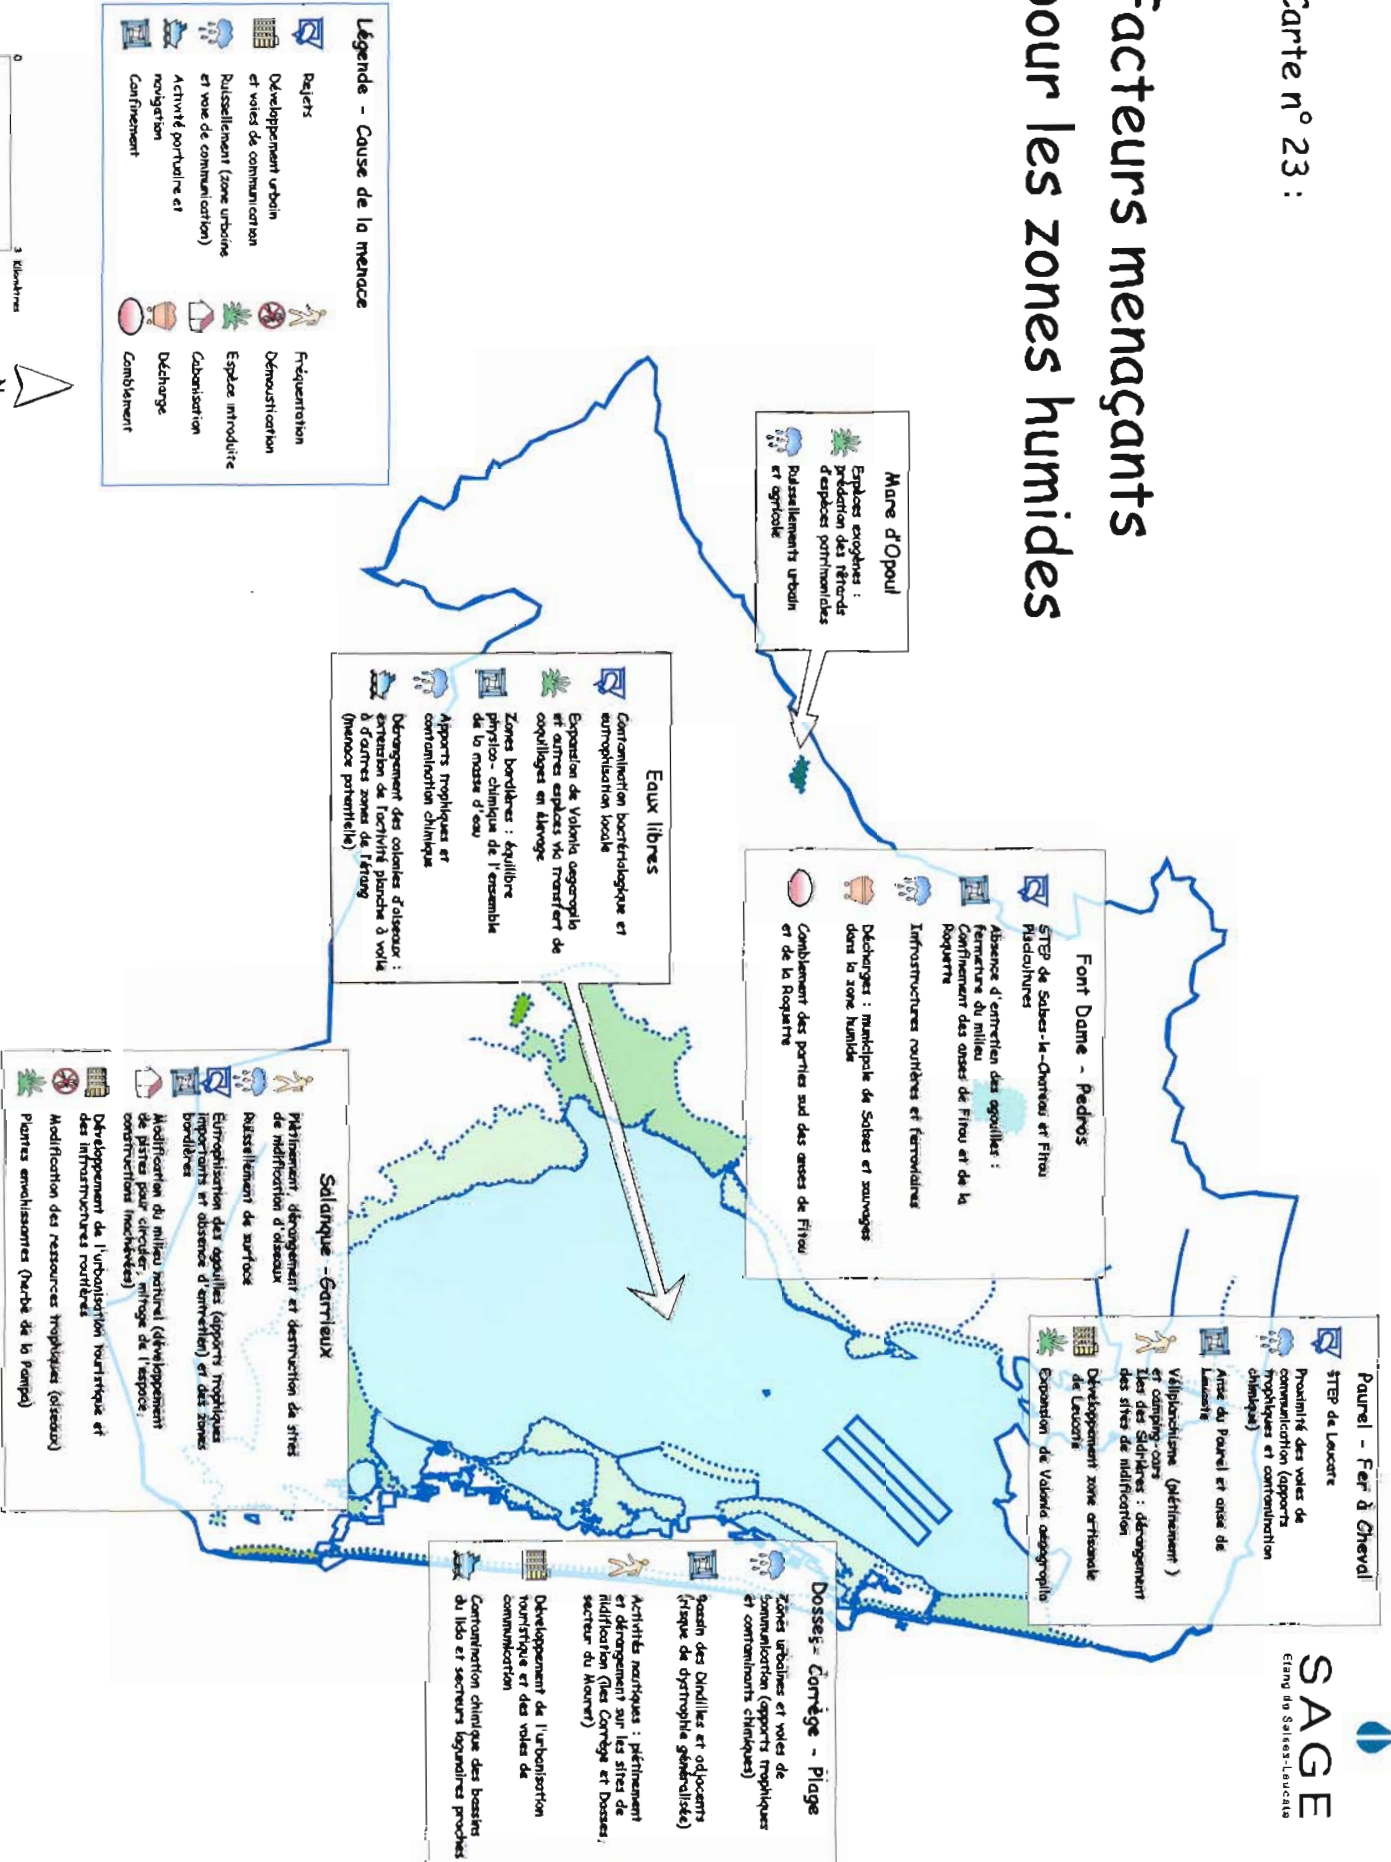 Carte n° 23 :
Facteurs menaçants
pour les zones humides
SAGE
Etang de Salses-Leucate
Mare d'Opoul
Espèces exogènes :
prédation des têtards
d'espèces patrimoniales
Ruissellements urbain
et agricole
Font Dame - Pedros
STEP de Salses-le-Chateau et Fitou
Piscicultures
Absence d'entretien des agouilles :
fermeture du milieu
Confinement des anses de Fitou et de la
Roquette
Infrastructures routières et ferroviaires
Décharges : municipale de Salses et sauvages
dans la zone humide
Comblement des parties sud des anses de Fitou
et de la Roquette
Paurel - Fer à Cheval
STEP de Leucate
Proximité des voies de
communication (apports
trophiques et contamination
chimique)
Anse du Paurel et anse de
Leucate
Véliplanchisme (piétinement )
et camping-cars
Iles des Sidrières : dérangement
des sites de nidification
Développement zone artisanale
de Leucate
Expansion de Valonia aegagropila
Eaux libres
Contamination bactériologique et
eutrophisation locale
Expansion de Valonia aegaropila
et autres espèces via transfert de
coquillages en élevage
Zones bordières : équilibre
physico- chimique de l'ensemble
de la masse d'eau
Apports trophiques et
contamination chimique
Dérangement des colonies d'oiseaux :
extension de l'activité planche à voile
à d'autres zones de l'étang
(menace potentielle)
Dosses- Corrège - Plage
Zones urbaines et voies de
communication (apports trophiques
et contaminants chimiques)
Bassin des Dindilles et adjacents
(risque de dystrophie généralisée)
Activités nautiques : piétinement
et dérangement sur les sites de
nidification (îles Corrège et Dosses,
secteur du Mouret)
Développement de l'urbanisation
touristique et des voies de
communication
Contamination chimique des bassins
du lido et secteurs lagunaires proches
Salanque -Garrieux
Piétinement, dérangement et destruction de sites
de nidification d'oiseaux
Ruissellement de surface
Eutrophisation des agouilles (apports trophiques
importants et absence d'entretien) et des zones
bordières
Modification du milieu naturel (développement
de pistes pour circuler, mitage de l'espace,
constructions inachévées)
Développement de l'urbanisation touristique et
des infrastructures routières
Modification des ressources trophiques (oiseaux)
Plantes envahissantes (herbe de la Pampa)
Légende - Cause de la menace
Rejets
Développement urbain
et voies de communication
Ruissellement (zone urbaine
et voie de communication)
Activité portuaire et
navigation
Confinement
Fréquentation
Démoustication
Espèce introduite
Cabanisation
Décharge
Comblement
0
3 Kilomètres
N